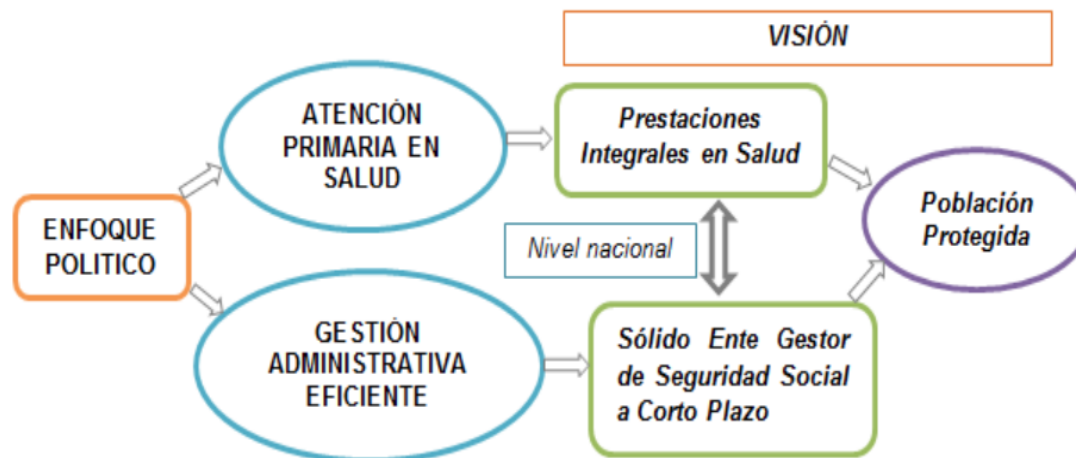 VISIÓN
ATENCIÓN
PRIMARIA EN
SALUD
Prestaciones
Integrales en Salud
ENFOQUE
POLITICO
Nivel nacional
Población
Protegida
GESTIÓN
ADMINISTRATIVA
EFICIENTE
Sólido Ente Gestor
de Seguridad Social
a Corto Plazo